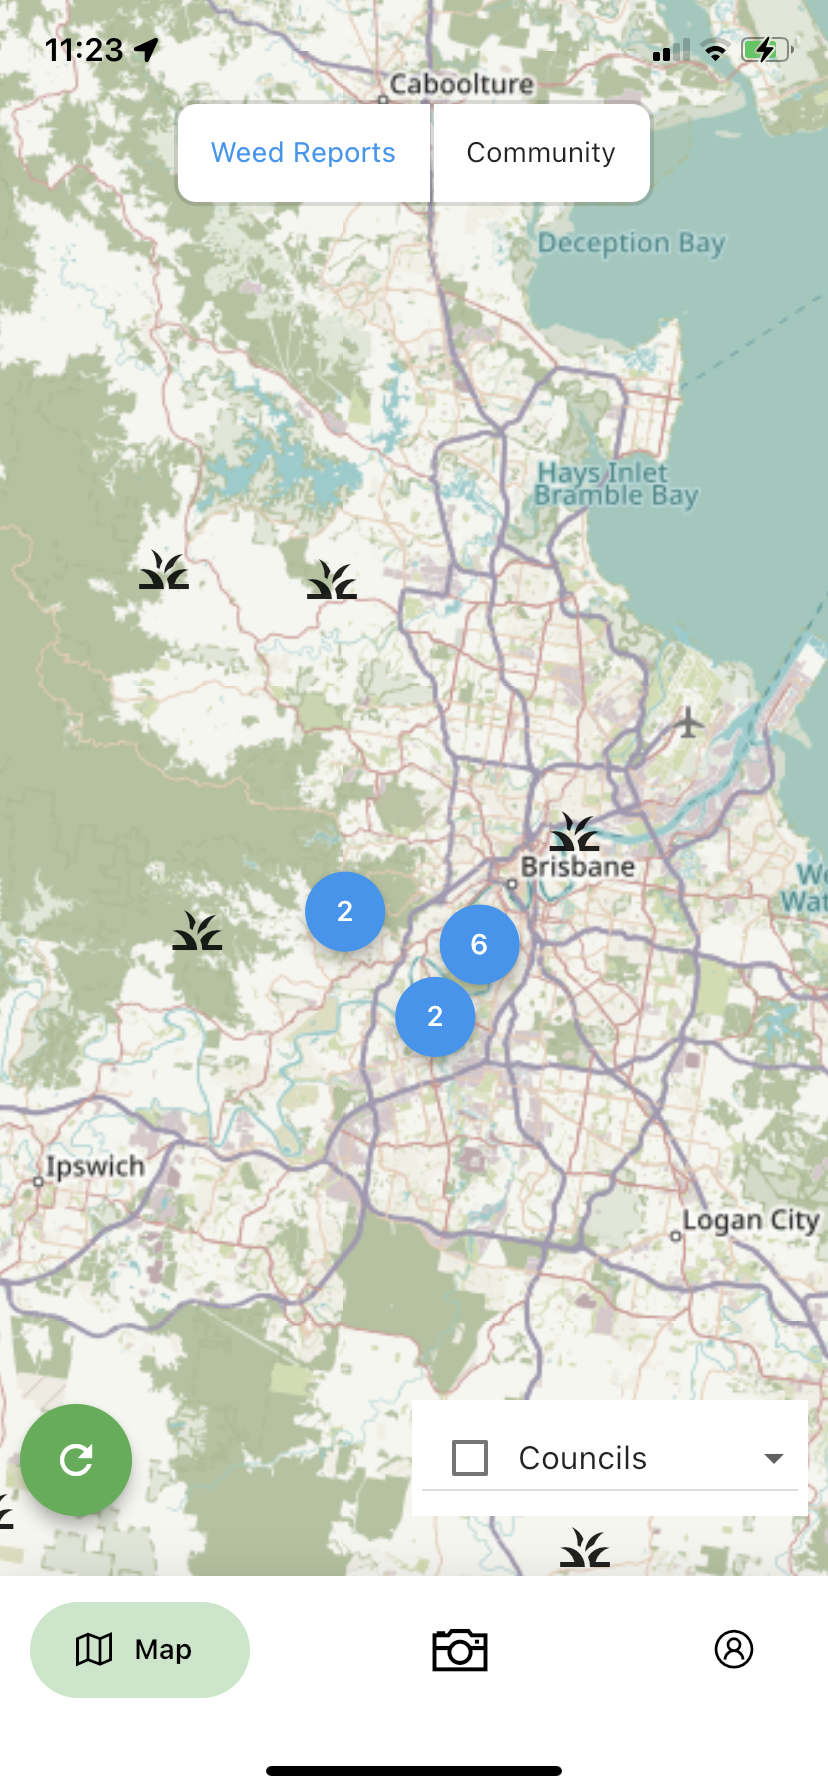 11:23
Caboolture
Weed Reports
Community
Deception Bay
Hays Inlet
Bramble Bay
Brisbane
We
Wat
2
6
2
Ipswich
Logan City
Councils
Map